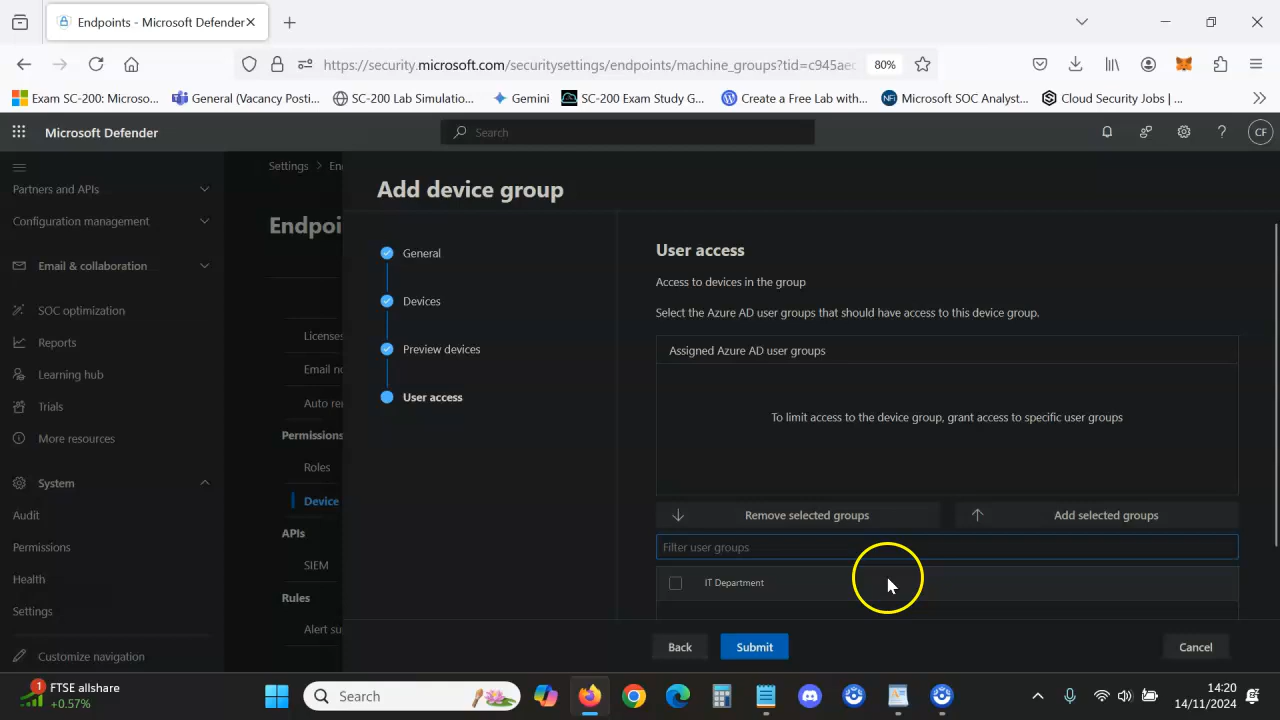 Endpoints - Microsoft Defender
https://security.microsoft.com/securitysettings/endpoints/machine_groups?tid=c945aec
80%
Exam SC-200: Microso...
General (Vacancy Posti...
SC-200 Lab Simulatio...
Gemini
SC-200 Exam Study G...
Create a Free Lab with...
Microsoft SOC Analyst...
Cloud Security Jobs | ...
Microsoft Defender
Search
CF
Partners and APIs
Configuration management
Email & collaboration
SOC optimization
Reports
Learning hub
Trials
More resources
System
Audit
Permissions
Health
Settings
Customize navigation
Settings > En
Endpoi
Licenses
Email no
Auto re
Permissions
Roles
Device
APIs
SIEM
Rules
Alert su
Add device group
General
Devices
Preview devices
User access
User access
Access to devices in the group
Select the Azure AD user groups that should have access to this device group.
Assigned Azure AD user groups
To limit access to the device group, grant access to specific user groups
Remove selected groups
Add selected groups
Filter user groups
IT Department
Back
Submit
Cancel
1
FTSE allshare
+0.57%
Search
14:20
14/11/2024